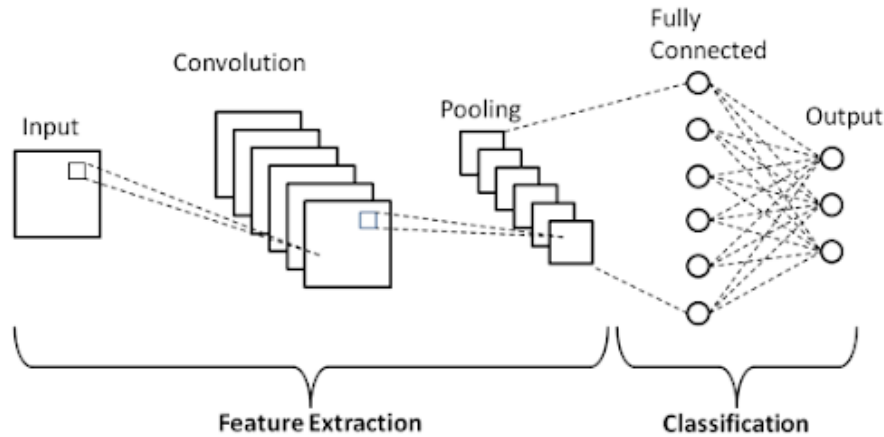 Fully
Connected
Convolution
Pooling
Output
Input
Feature Extraction
Classification